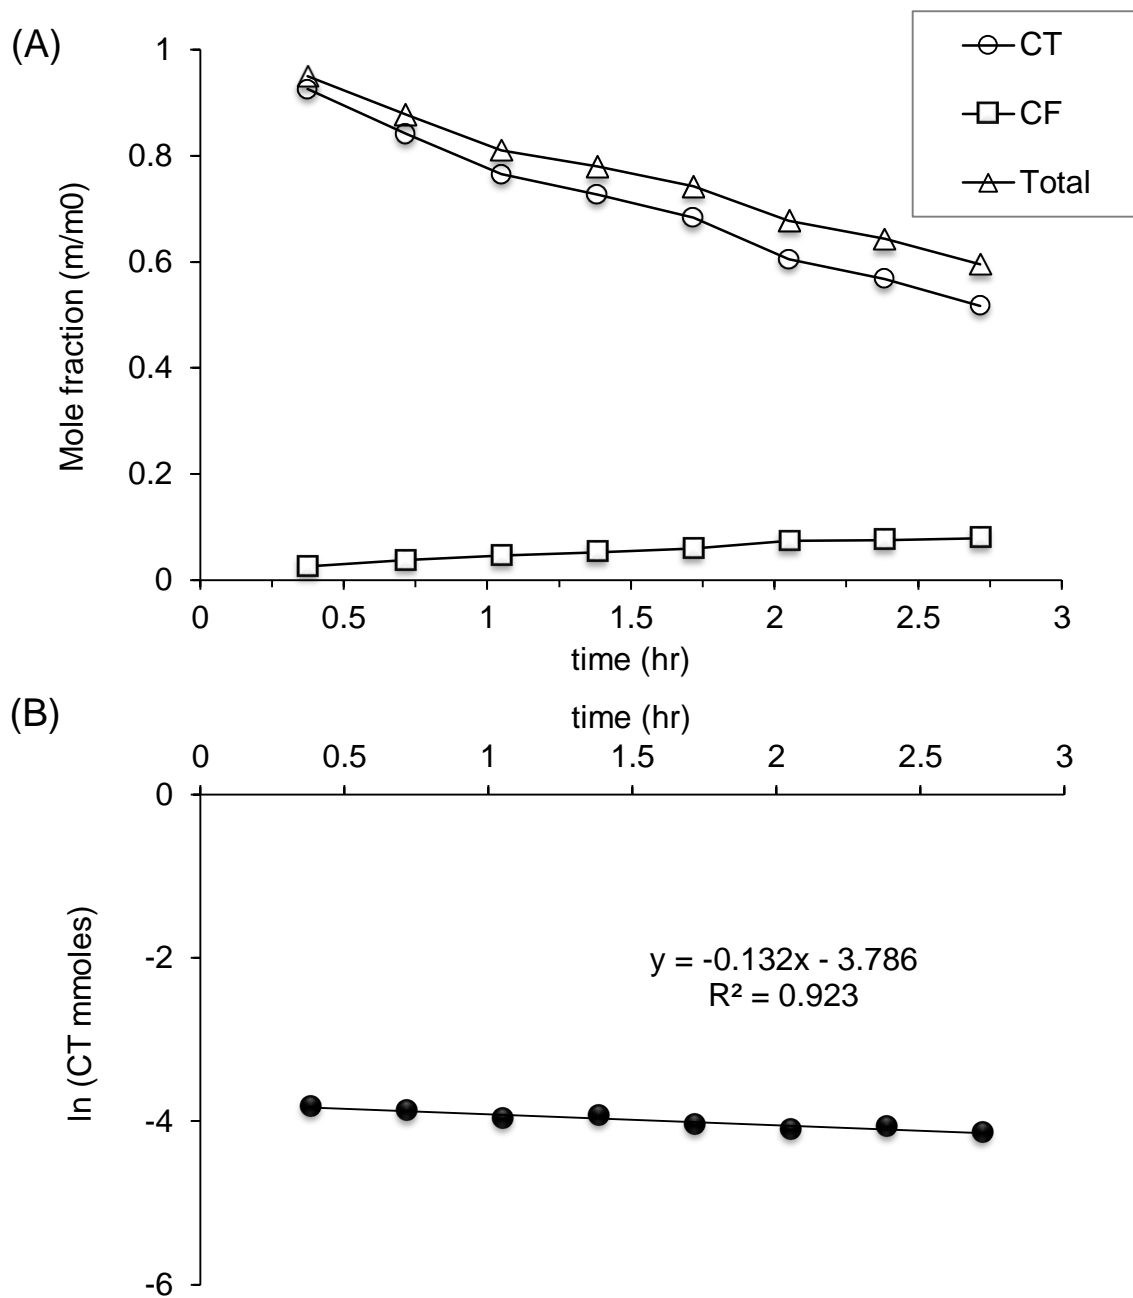 (A)
CT
CF
Total
Mole fraction (m/m0)
1
0.8
0.6
0.4
0.2
0
0 0.5 1 1.5 2 2.5 3
time (hr)
(B)
time (hr)
0 0.5 1 1.5 2 2.5 3
ln (CT mmoles)
0
-2
-4
-6
y = -0.132x - 3.786
R² = 0.923